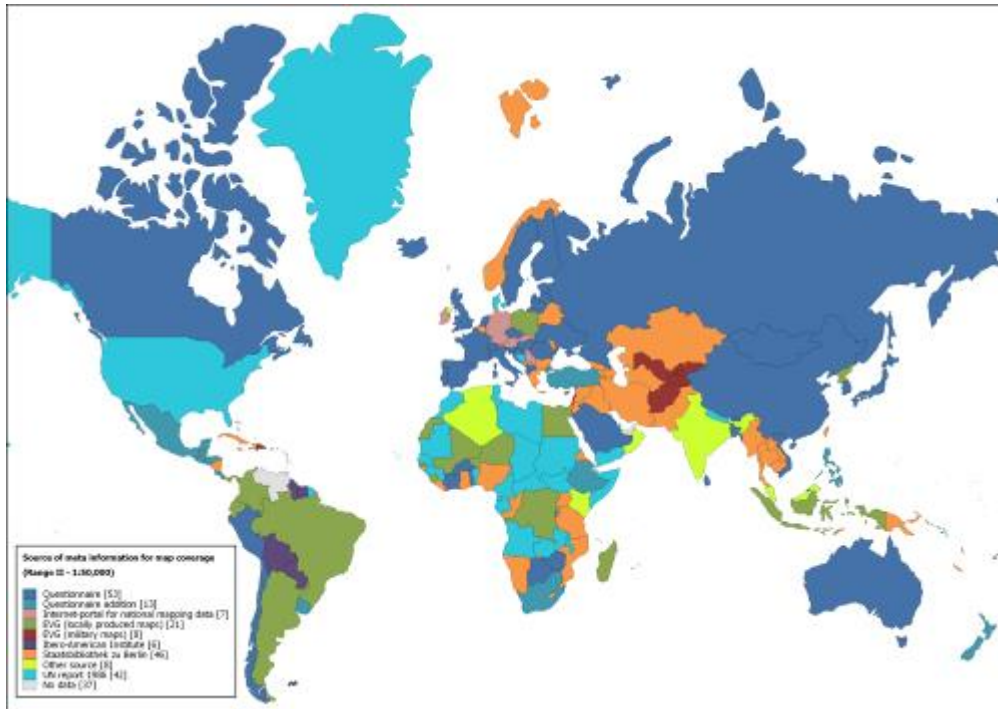 Source of meta information for map coverage
(Range II - 1:50,000)
Questionnaire [53]
Questionnaire addition [13]
Internet-portal for national mapping data [7]
EVG (locally produced maps) [21]
EVG (military maps) [8]
Ibero-American Institute [6]
Staatsbibliothek zu Berlin [46]
Other source [8]
UN report 1986 [42]
No data [37]